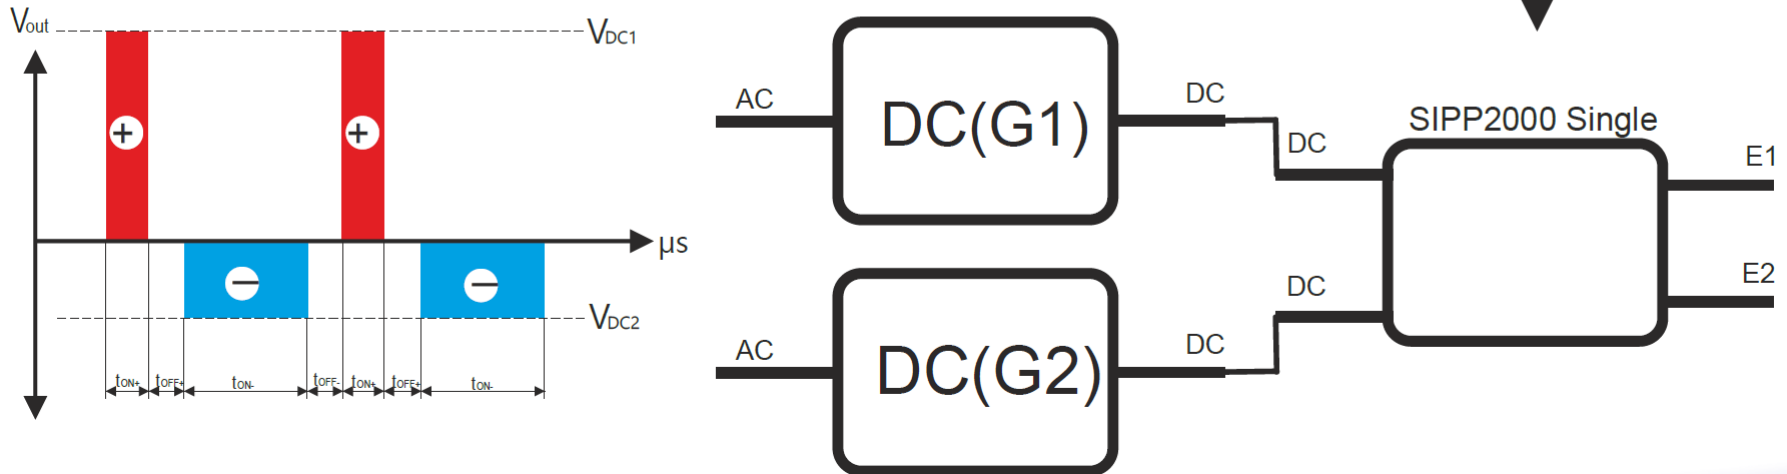 Vout
VDC1
+
+
µs
−
−
VDC2
tON+
tOFF+
tON-
tOFF-
tON+
tOFF+
tON-
AC
DC(G1)
DC
DC
SIPP2000 Single
E1
E2
DC
AC
DC(G2)
DC